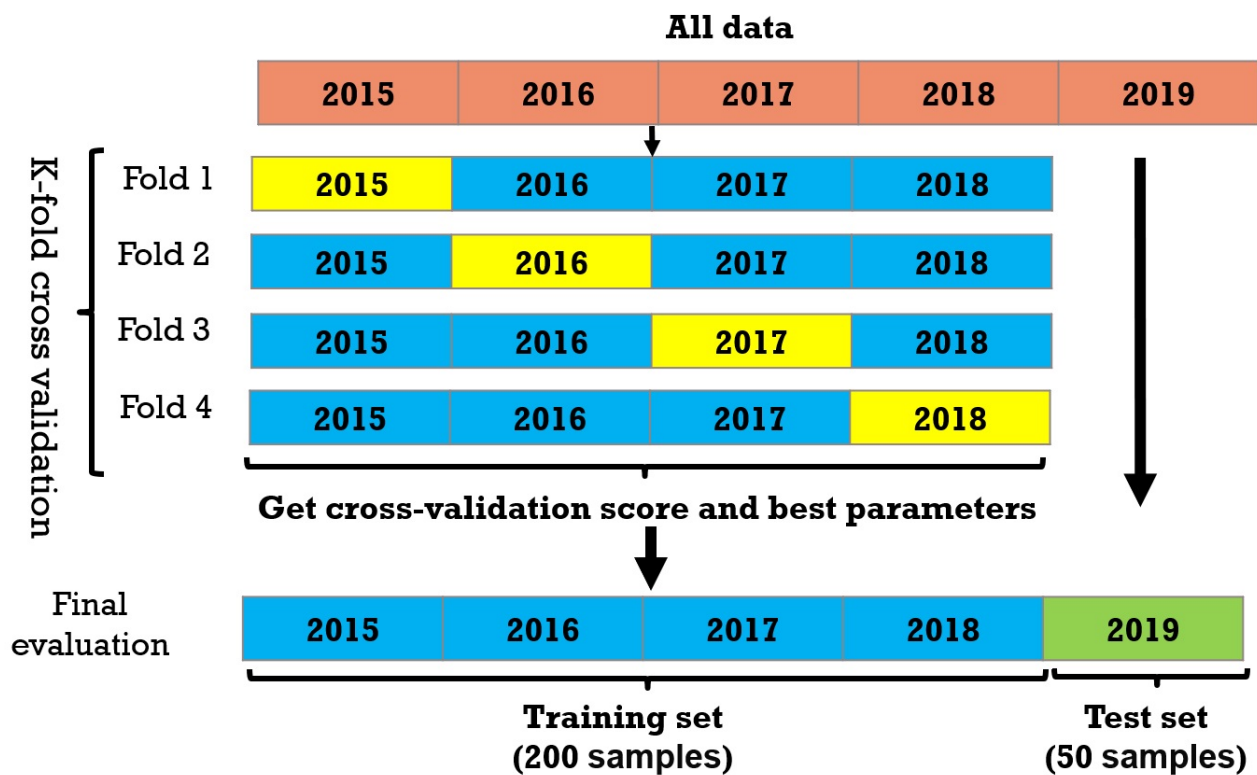 All data
2015 2016 2017 2018 2019
K-fold cross validation
Fold 1 2015 2016 2017 2018
Fold 2 2015 2016 2017 2018
Fold 3 2015 2016 2017 2018
Fold 4 2015 2016 2017 2018
Get cross-validation score and best parameters
Final
evaluation
2015 2016 2017 2018 2019
Training set
(200 samples)
Test set
(50 samples)